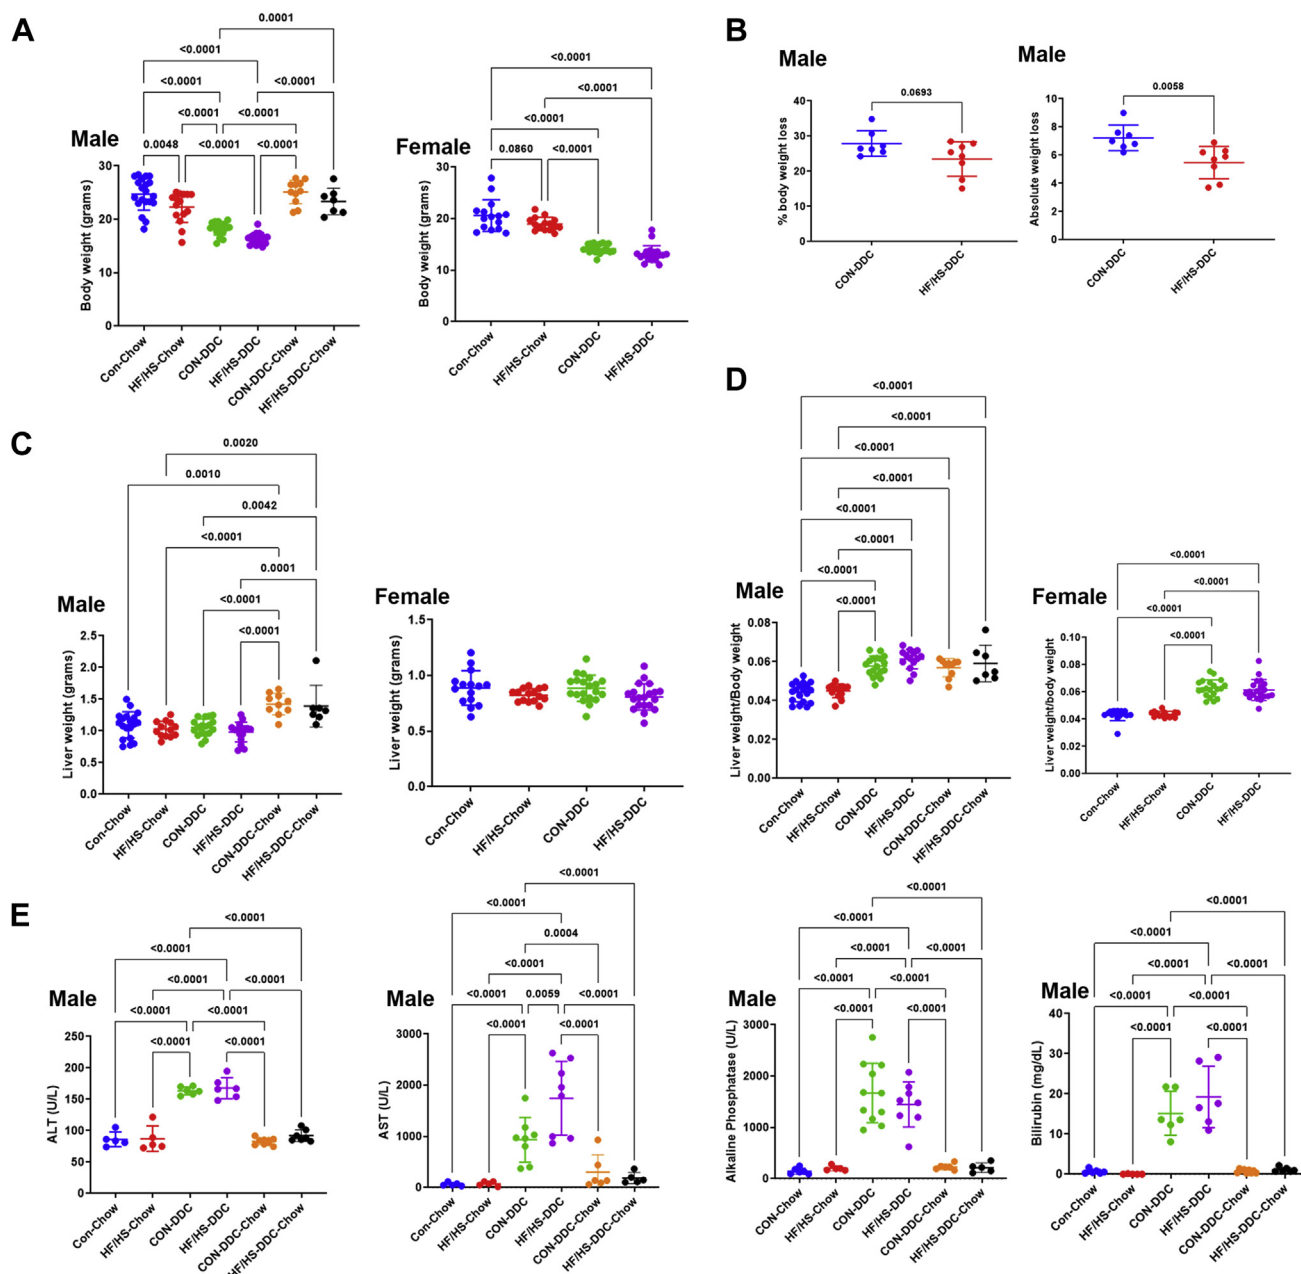 A
0.0001
<0.0001
<0.0001
<0.0001
<0.0001
<0.0001
0.0048
<0.0001
<0.0001
Male
Body weight (grams)
30
20
10
0
Con-Chow
HF/HS-Chow
CON-DDC
HF/HS-DDC
CON-DDC-Chow
HF/HS-DDC-Chow
<0.0001
<0.0001
<0.0001
0.0860
<0.0001
Female
Body weight (grams)
30
20
10
0
Con-Chow
HF/HS-Chow
CON-DDC
HF/HS-DDC
B
Male
0.0693
% body weight loss
40
30
20
10
0
CON-DDC
HF/HS-DDC
Male
0.0058
Absolute weight loss
10
8
6
4
2
0
CON-DDC
HF/HS-DDC
C
0.0020
0.0010
0.0042
<0.0001
0.0001
<0.0001
<0.0001
Male
Liver weight (grams)
2.5
2.0
1.5
1.0
0.5
0.0
Con-Chow
HF/HS-Chow
CON-DDC
HF/HS-DDC
CON-DDC-Chow
HF/HS-DDC-Chow
Female
Liver weight (grams)
1.5
1.0
0.5
0.0
Con-Chow
HF/HS-Chow
CON-DDC
HF/HS-DDC
D
<0.0001
<0.0001
<0.0001
<0.0001
<0.0001
<0.0001
<0.0001
<0.0001
Male
Liver weight/Body weight
0.08
0.06
0.04
0.02
0.00
Con-Chow
HF/HS-Chow
CON-DDC
HF/HS-DDC
CON-DDC-Chow
HF/HS-DDC-Chow
<0.0001
<0.0001
<0.0001
<0.0001
Female
Liver weight/body weight
0.10
0.08
0.06
0.04
0.02
0.00
Con-Chow
HF/HS-Chow
CON-DDC
HF/HS-DDC
E
<0.0001
<0.0001
<0.0001
<0.0001
<0.0001
<0.0001
<0.0001
<0.0001
Male
ALT (U/L)
250
200
150
100
50
0
Con-Chow
HF/HS-Chow
CON-DDC
HF/HS-DDC
CON-DDC-Chow
HF/HS-DDC-Chow
<0.0001
<0.0001
0.0004
<0.0001
<0.0001
0.0059
<0.0001
<0.0001
<0.0001
Male
AST (U/L)
3000
2000
1000
0
Con-Chow
HF/HS-Chow
CON-DDC
HF/HS-DDC
CON-DDC-Chow
HF/HS-DDC-Chow
<0.0001
<0.0001
<0.0001
<0.0001
<0.0001
<0.0001
<0.0001
<0.0001
Male
Alkaline Phosphatase (U/L)
3000
2000
1000
0
CON-Chow
HF/HS-Chow
CON-DDC
HF/HS-DDC
CON-DDC-Chow
HF/HS-DDC-Chow
<0.0001
<0.0001
<0.0001
<0.0001
<0.0001
<0.0001
<0.0001
<0.0001
Male
Bilirubin (mg/dL)
40
30
20
10
0
Con-Chow
HF/HS-Chow
CON-DDC
HF/HS-DDC
CON-DDC-Chow
HF/HS-DDC-Chow